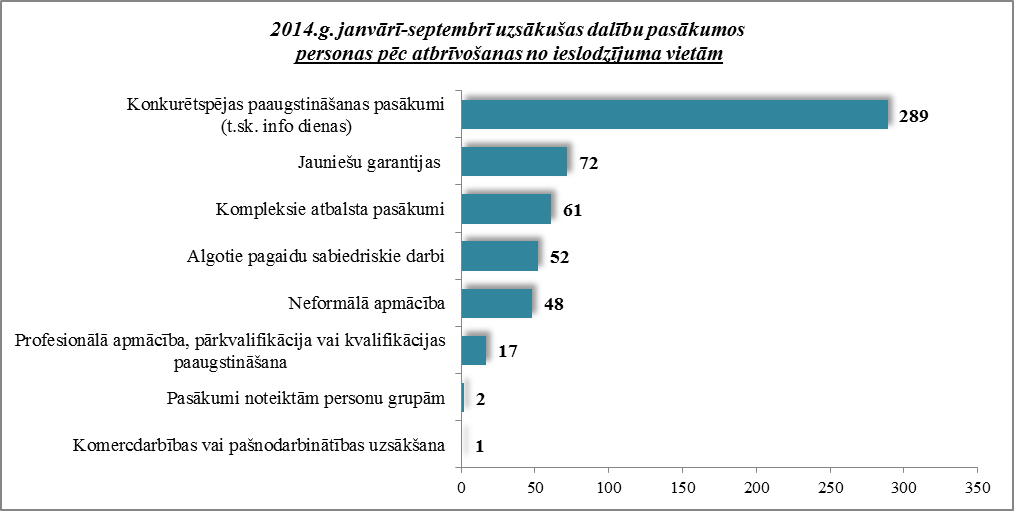 2014.g. janvārī-septembrī uzsākušas dalību pasākumos
personas pēc atbrīvošanas no ieslodzījuma vietām
Konkurētspējas paaugstināšanas pasākumi
(t.sk. info dienas)
289
Jauniešu garantijas
72
Kompleksie atbalsta pasākumi
61
Algotie pagaidu sabiedriskie darbi
52
Neformālā apmācība
48
Profesionālā apmācība, pārkvalifikācija vai kvalifikācijas
paaugstināšana
17
Pasākumi noteiktām personu grupām
2
Komercdarbības vai pašnodarbinātības uzsākšana
1
0 50 100 150 200 250 300 350